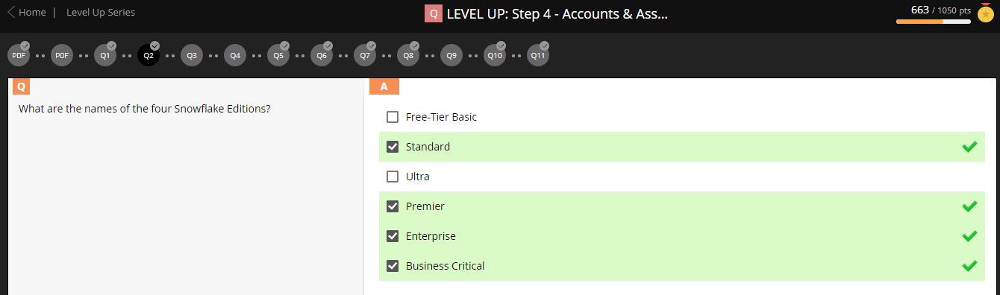 Home | Level Up Series
Q LEVEL UP: Step 4 - Accounts & Ass...
663 / 1050 pts
PDF PDF Q1 Q2 Q3 Q4 Q5 Q6 Q7 Q8 Q9 Q10 Q11
Q
What are the names of the four Snowflake Editions?
A
Free-Tier Basic
Standard
Ultra
Premier
Enterprise
Business Critical